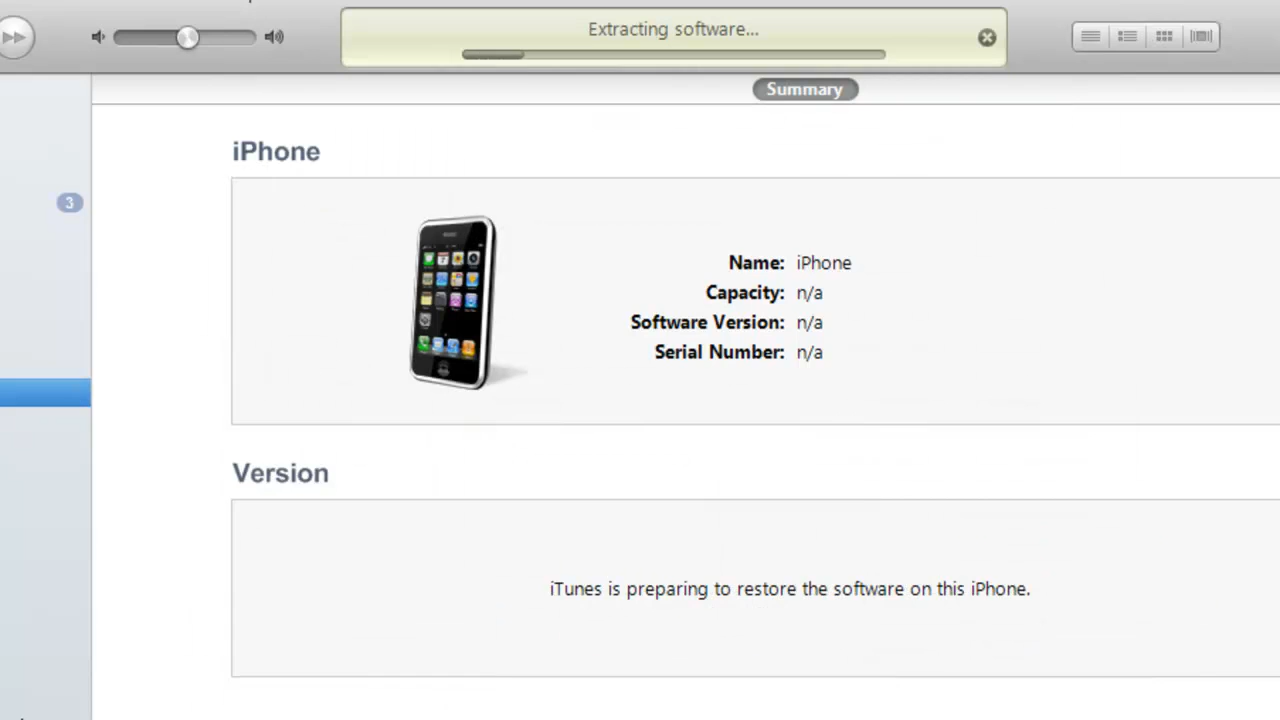 Extracting software...
Summary
iPhone
3
Name: iPhone
Capacity: n/a
Software Version: n/a
Serial Number: n/a
Version
iTunes is preparing to restore the software on this iPhone.